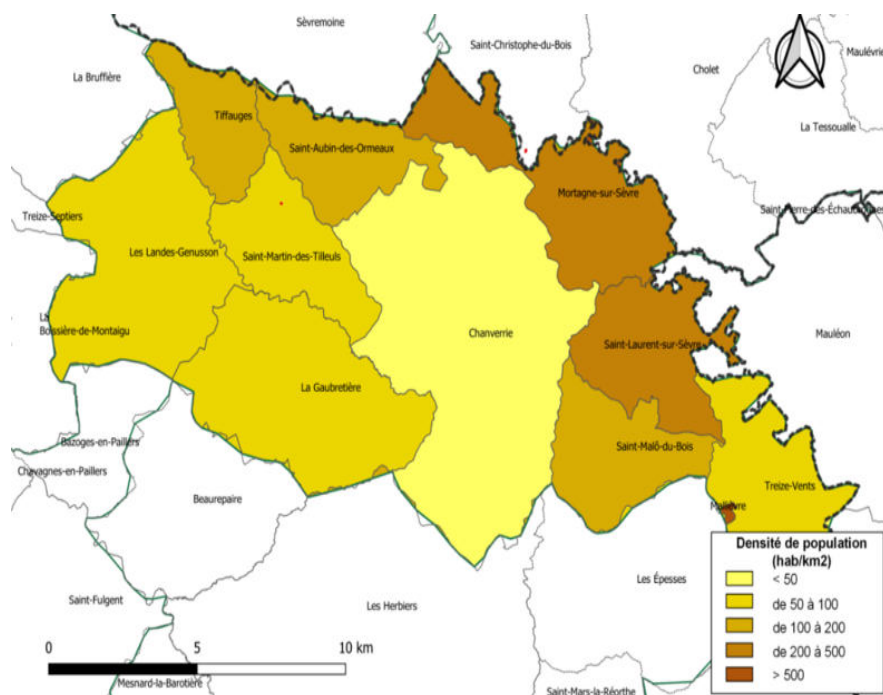 Sèvremoine
Saint-Christophe-du-Bois
Maulévrie
La Bruffière
Cholet
Tiffauges
La Tessoualle
Saint-Aubin-des-Ormeaux
Mortagne-sur-Sèvre
Treize-Septiers
Les Landes-Genusson
Saint-Martin-des-Tilleuls
La
Boissière-de-Montaigu
Chanverrie
Saint-Laurent-sur-Sèvre
Mauléon
La Gaubretière
Bazoges-en-Paillers
Saint-Malô-du-Bois
Chavagnes-en-Paillers
Beaurepaire
Treize-Vents
Mallièvre
Densité de population
(hab/km2)
< 50
de 50 à 100
de 100 à 200
de 200 à 500
> 500
Les Épesses
Saint-Fulgent
Les Herbiers
0 5 10 km
Mesnard-la-Barotière
Saint-Mars-la-Réorthe